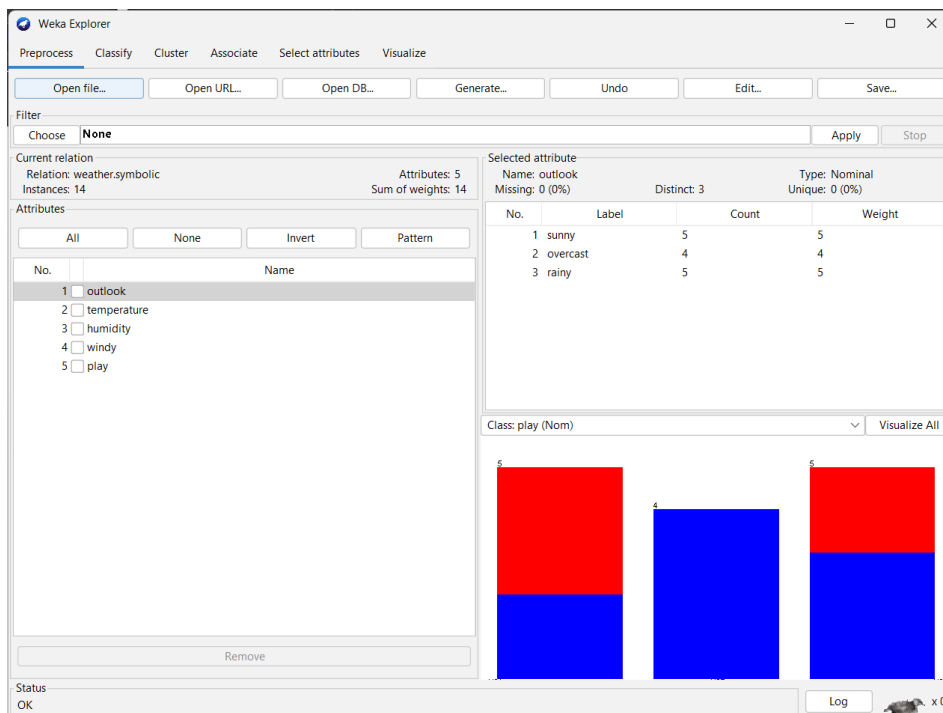 Weka Explorer
Preprocess Classify Cluster Associate Select attributes Visualize
Open file... Open URL... Open DB... Generate... Undo Edit... Save...
Filter
Choose None Apply Stop
Current relation
Relation: weather.symbolic Attributes: 5
Instances: 14 Sum of weights: 14
Attributes
All None Invert Pattern
No. Name
1 outlook
2 temperature
3 humidity
4 windy
5 play
Remove
Selected attribute
Name: outlook Type: Nominal
Missing: 0 (0%) Distinct: 3 Unique: 0 (0%)
No. Label Count Weight
1 sunny 5 5
2 overcast 4 4
3 rainy 5 5
Class: play (Nom) Visualize All
5 4 5
Status
OK Log x 0